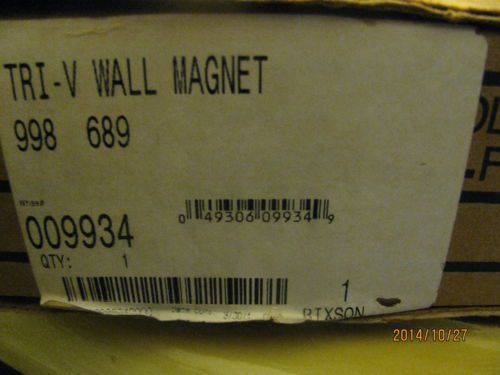 TRI-V WALL MAGNET
998 689
009934
0 49306 09934 9
QTY: 1
1
RIXSON
2014/10/27